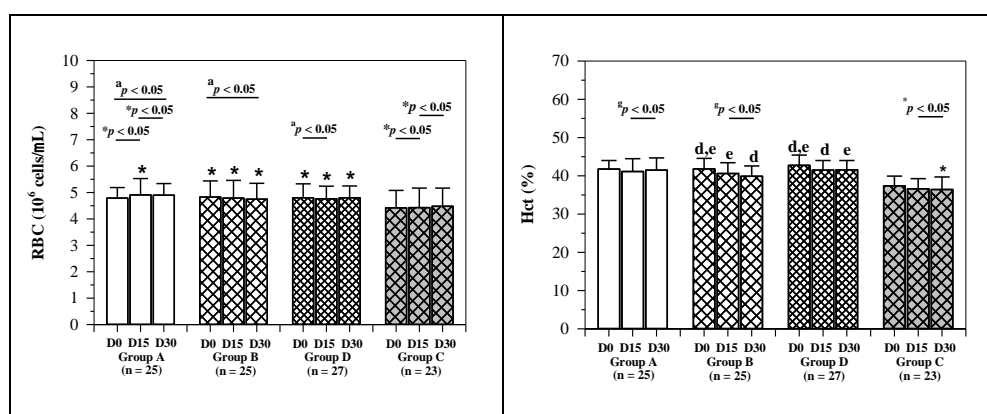 10
9
8
7
6
5
4
3
2
1
0
RBC (10⁶ cells/mL)
ᵃp < 0.05
*p < 0.05
*p < 0.05
ᵃp < 0.05
ᵃp < 0.05
*p < 0.05
*p < 0.05
*
* * *
* * *
D0 D15 D30 D0 D15 D30 D0 D15 D30 D0 D15 D30
Group A Group B Group D Group C
(n = 25) (n = 25) (n = 27) (n = 23)
70
60
50
40
30
20
10
0
Hct (%)
ᵍp < 0.05
ᵍp < 0.05
*p < 0.05
d,e e d
d,e d e
*
D0 D15 D30 D0 D15 D30 D0 D15 D30 D0 D15 D30
Group A Group B Group D Group C
(n = 25) (n = 25) (n = 27) (n = 23)